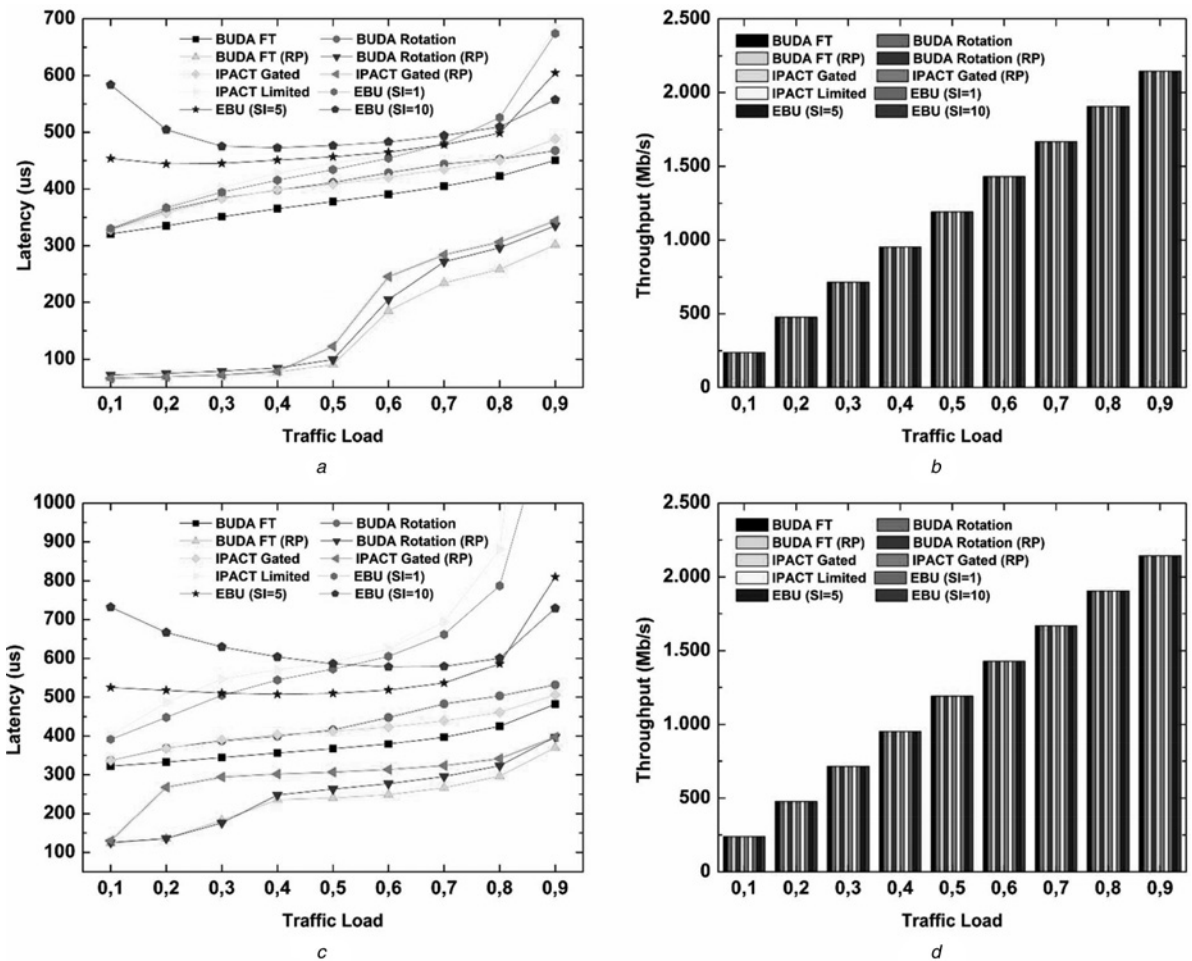 700
600
500
400
300
200
100
Latency (us)
BUDA FT
BUDA FT (RP)
IPACT Gated
IPACT Limited
EBU (SI=5)
BUDA Rotation
BUDA Rotation (RP)
IPACT Gated (RP)
EBU (SI=1)
EBU (SI=10)
0,1 0,2 0,3 0,4 0,5 0,6 0,7 0,8 0,9
Traffic Load
a
2.500
2.000
1.500
1.000
500
0
Throughput (Mb/s)
BUDA FT
BUDA FT (RP)
IPACT Gated
IPACT Limited
EBU (SI=5)
BUDA Rotation
BUDA Rotation (RP)
IPACT Gated (RP)
EBU (SI=1)
EBU (SI=10)
0,1 0,2 0,3 0,4 0,5 0,6 0,7 0,8 0,9
Traffic Load
b
1000
900
800
700
600
500
400
300
200
100
Latency (us)
BUDA FT
BUDA FT (RP)
IPACT Gated
IPACT Limited
EBU (SI=5)
BUDA Rotation
BUDA Rotation (RP)
IPACT Gated (RP)
EBU (SI=1)
EBU (SI=10)
0,1 0,2 0,3 0,4 0,5 0,6 0,7 0,8 0,9
Traffic Load
c
2.500
2.000
1.500
1.000
500
0
Throughput (Mb/s)
BUDA FT
BUDA FT (RP)
IPACT Gated
IPACT Limited
EBU (SI=5)
BUDA Rotation
BUDA Rotation (RP)
IPACT Gated (RP)
EBU (SI=1)
EBU (SI=10)
0,1 0,2 0,3 0,4 0,5 0,6 0,7 0,8 0,9
Traffic Load
d